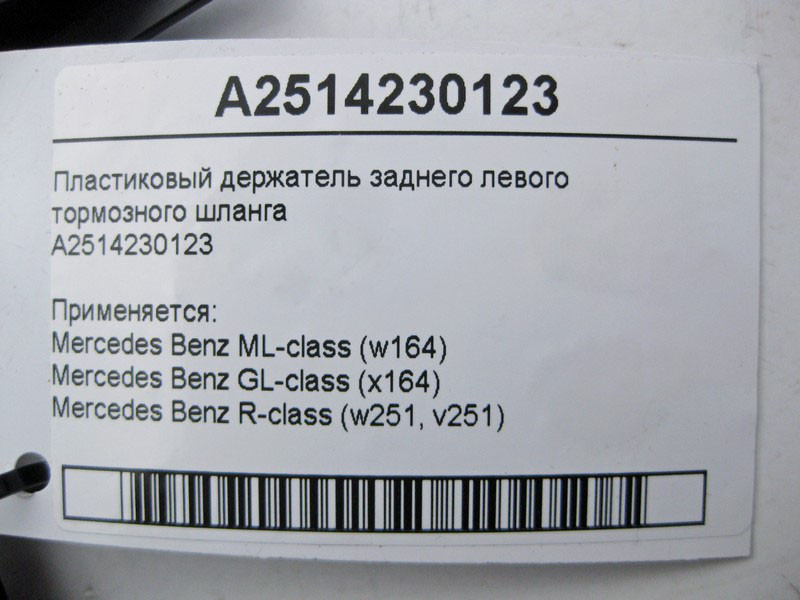 A2514230123
Пластиковый держатель заднего левого
тормозного шланга
A2514230123
Применяется:
Mercedes Benz ML-class (w164)
Mercedes Benz GL-class (x164)
Mercedes Benz R-class (w251, v251)